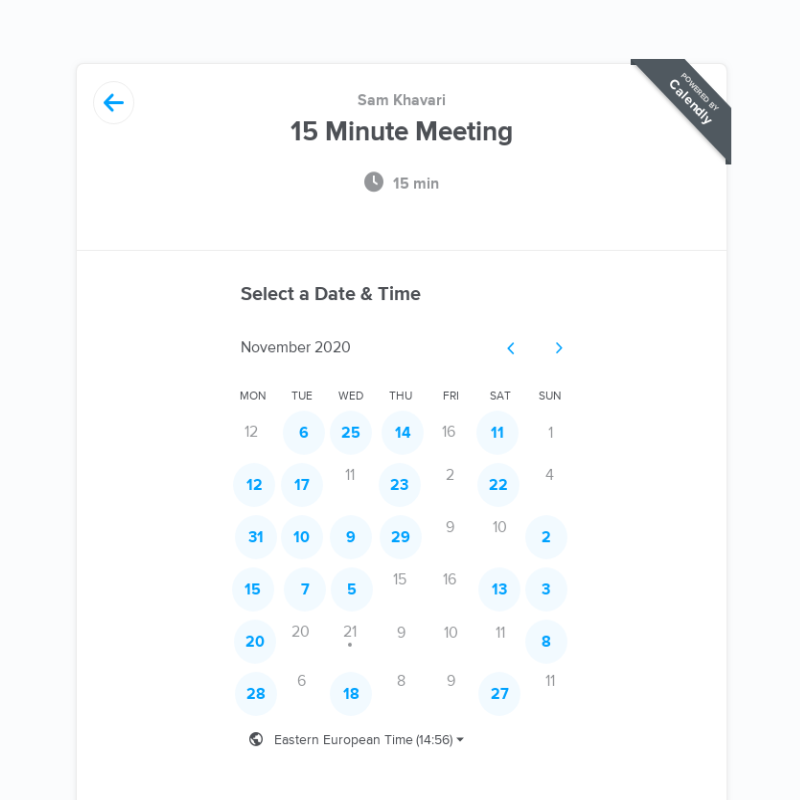 POWERED BY
Calendly
Sam Khavari
15 Minute Meeting
15 min
Select a Date & Time
November 2020
MON TUE WED THU FRI SAT SUN
12 6 25 14 16 11 1
12 17 11 23 2 22 4
31 10 9 29 9 10 2
15 7 5 15 16 13 3
20 20 21 9 10 11 8
28 6 18 8 9 27 11
Eastern European Time (14:56)